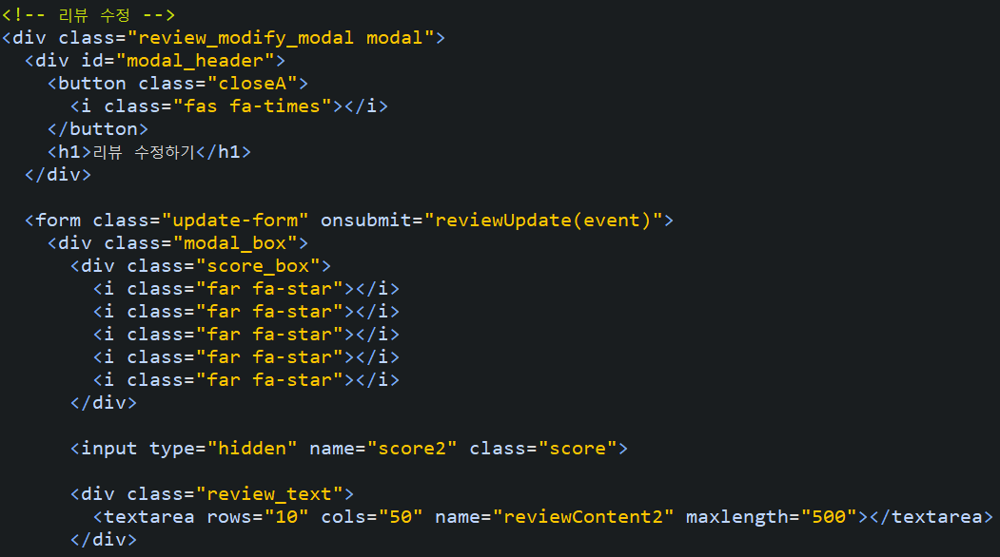 <!-- 리뷰 수정 -->
<div class="review_modify_modal modal">
<div id="modal_header">
<button class="closeA">
<i class="fas fa-times"></i>
</button>
<h1>리뷰 수정하기</h1>
</div>
<form class="update-form" onsubmit="reviewUpdate(event)">
<div class="modal_box">
<div class="score_box">
<i class="far fa-star"></i>
<i class="far fa-star"></i>
<i class="far fa-star"></i>
<i class="far fa-star"></i>
<i class="far fa-star"></i>
</div>
<input type="hidden" name="score2" class="score">
<div class="review_text">
<textarea rows="10" cols="50" name="reviewContent2" maxlength="500"></textarea>
</div>